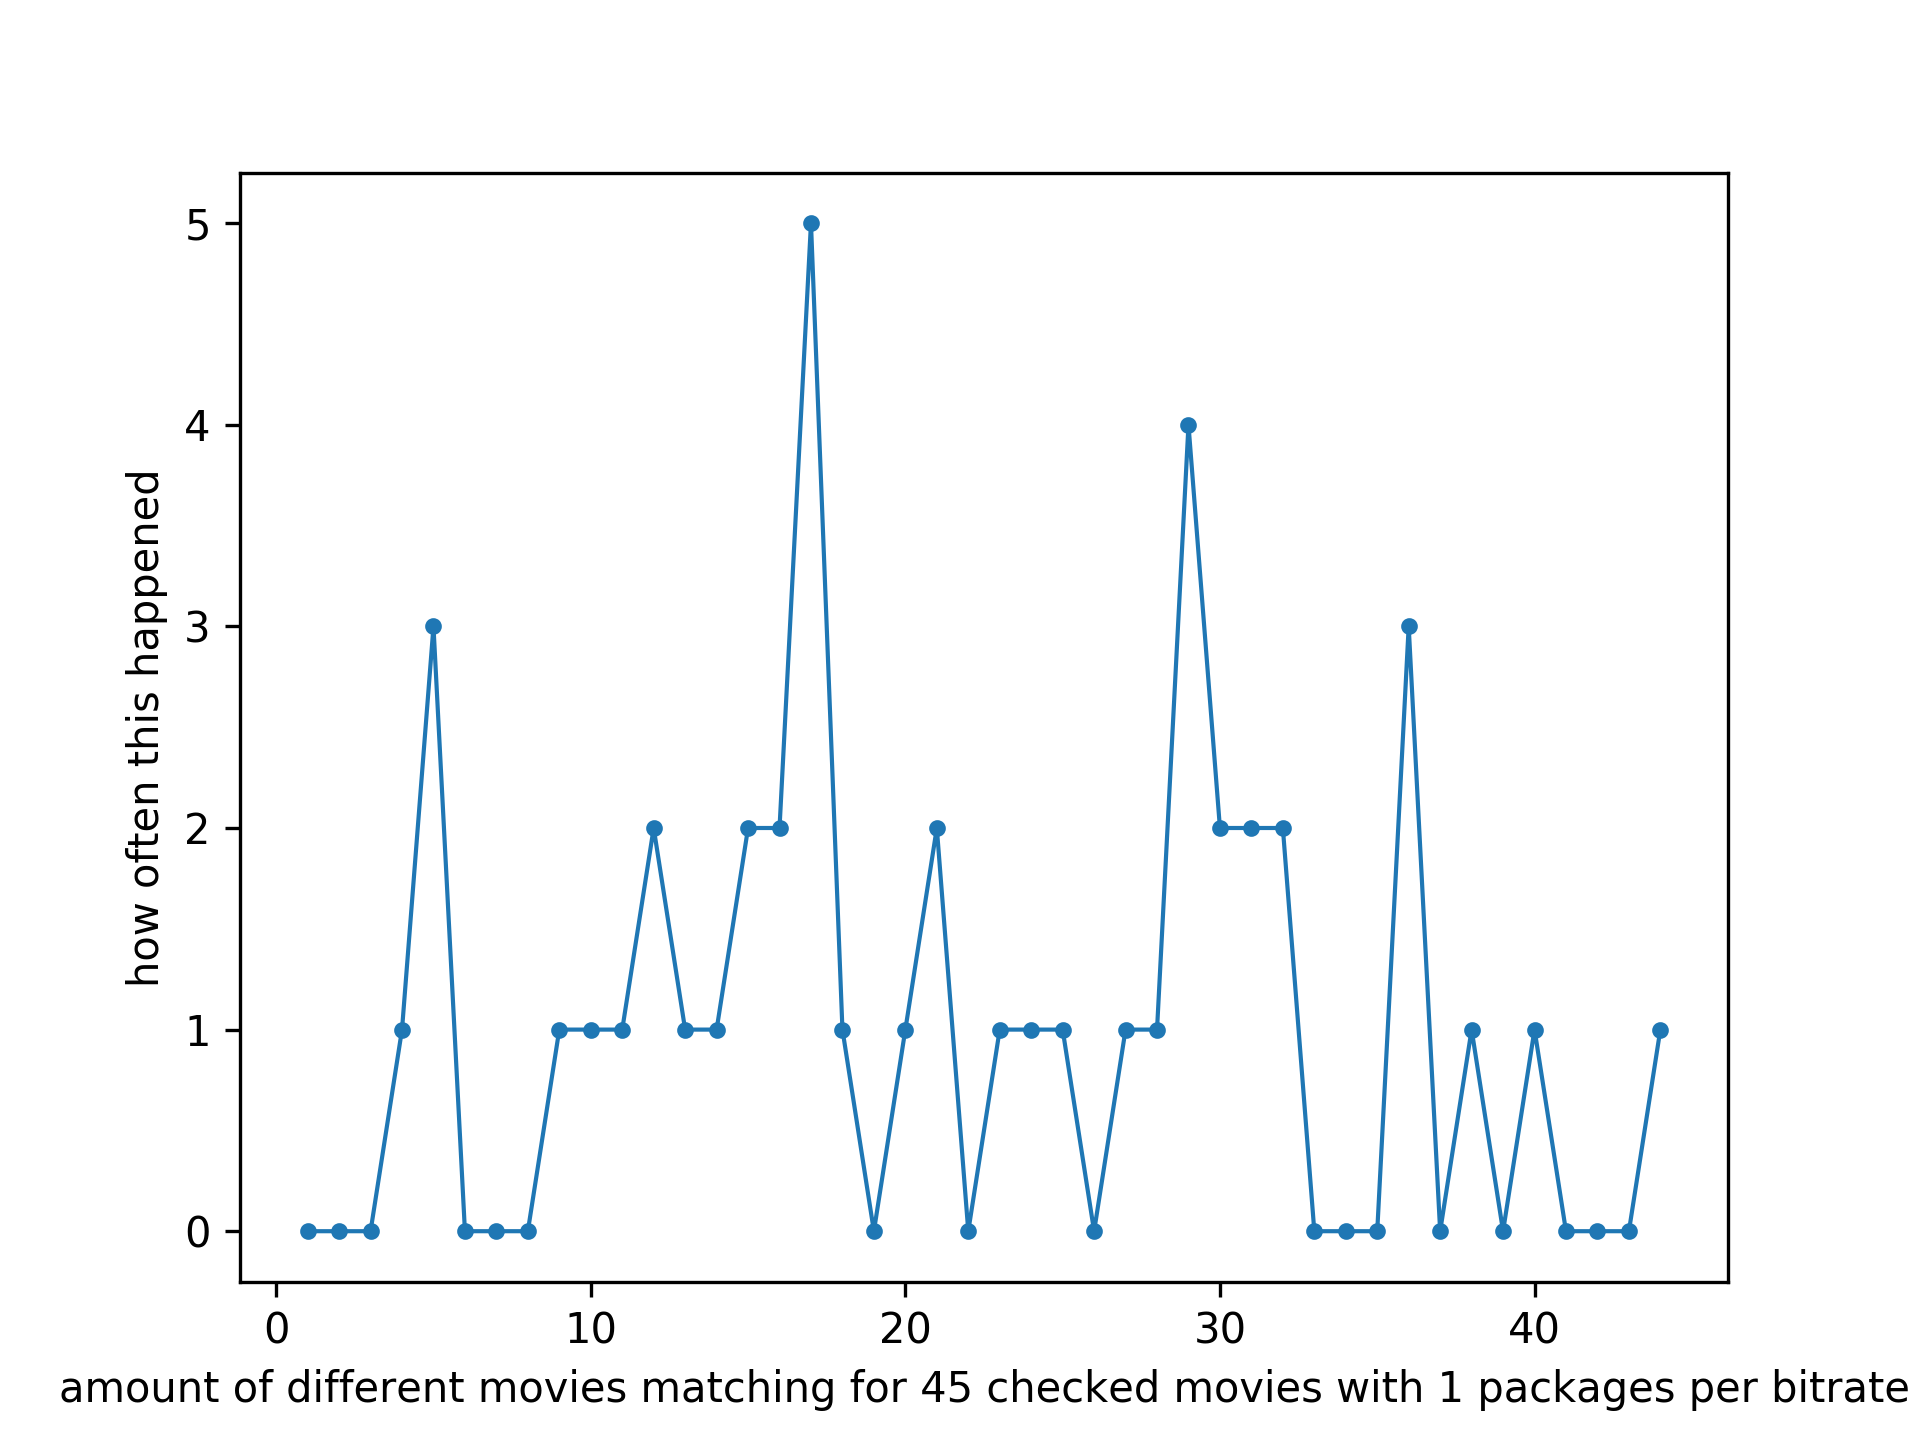 5
4
3
2
1
0
how often this happened
0 10 20 30 40
amount of different movies matching for 45 checked movies with 1 packages per bitrate